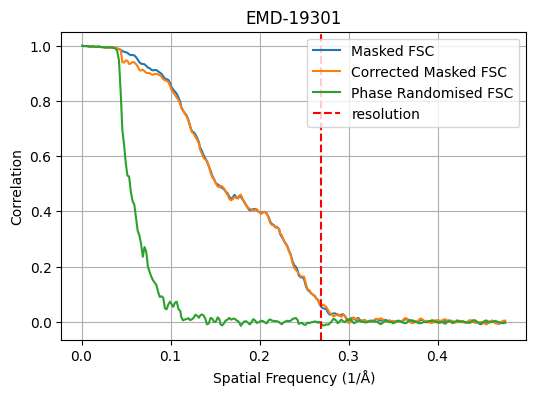 EMD-19301
Masked FSC
Corrected Masked FSC
Phase Randomised FSC
resolution
Correlation
1.0
0.8
0.6
0.4
0.2
0.0
0.0 0.1 0.2 0.3 0.4
Spatial Frequency (1/Å)